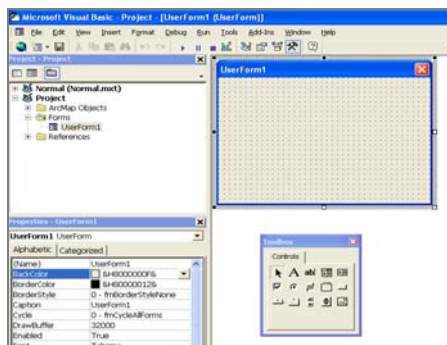 Microsoft Visual Basic - Project - [UserForm1 (UserForm)]
File Edit View Insert Format Debug Run Tools Add-Ins Window Help
Project - Project
Normal (Normal.mxt)
Project
ArcMap Objects
Forms
UserForm1
References
UserForm1
Properties - UserForm1
UserForm1 UserForm
Alphabetic Categorized
(Name) UserForm1
BackColor &H8000000F&
BorderColor &H80000012&
BorderStyle 0 - fmBorderStyleNone
Caption UserForm1
Cycle 0 - fmCycleAllForms
DrawBuffer 32000
Enabled True
Toolbox
Controls
A abl